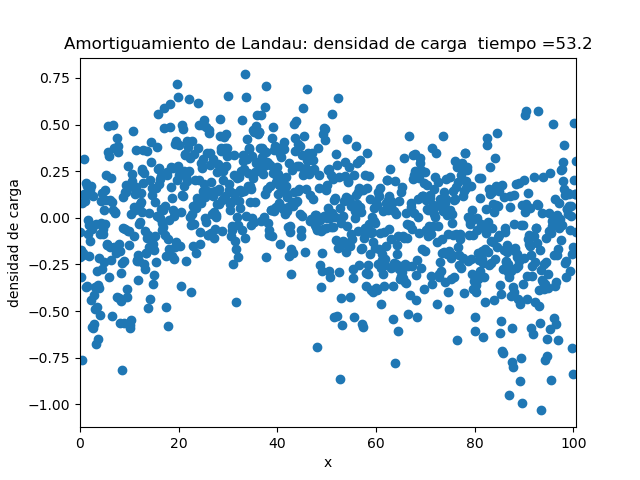 Amortiguamiento de Landau: densidad de carga  tiempo =53.2
densidad de carga
0.75
0.50
0.25
0.00
−0.25
−0.50
−0.75
−1.00
0 20 40 60 80 100
x